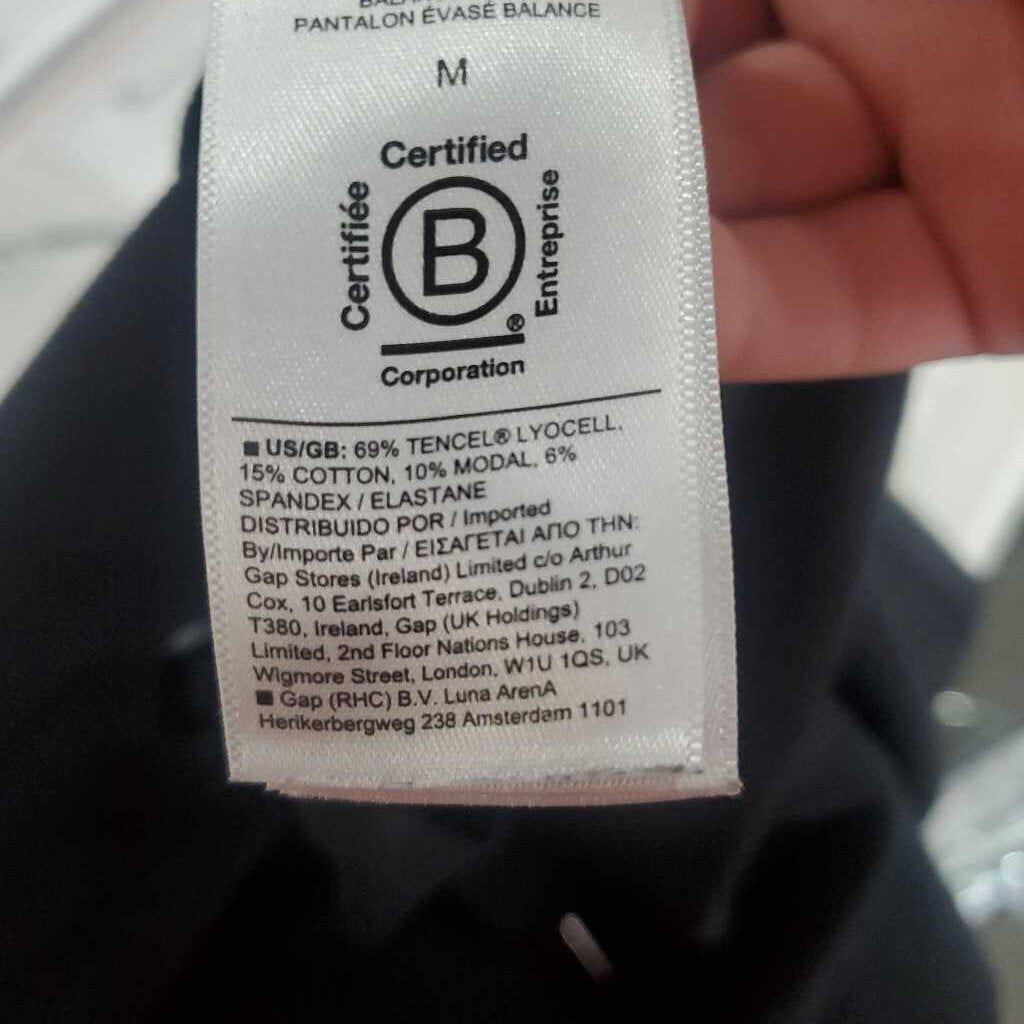 PANTALON ÉVASÉ BALANCE
M
Certified
Certifiée
B
Entreprise
®
Corporation
US/GB: 69% TENCEL® LYOCELL,
15% COTTON, 10% MODAL, 6%
SPANDEX / ELASTANE
DISTRIBUIDO POR / Imported
By/Importe Par / ΕΙΣΑΓΕΤΑΙ ΑΠΟ ΤΗΝ:
Gap Stores (Ireland) Limited c/o Arthur
Cox, 10 Earlsfort Terrace, Dublin 2, D02
T380, Ireland, Gap (UK Holdings)
Limited, 2nd Floor Nations House, 103
Wigmore Street, London, W1U 1QS, UK
Gap (RHC) B.V. Luna ArenA
Herikerbergweg 238 Amsterdam 1101